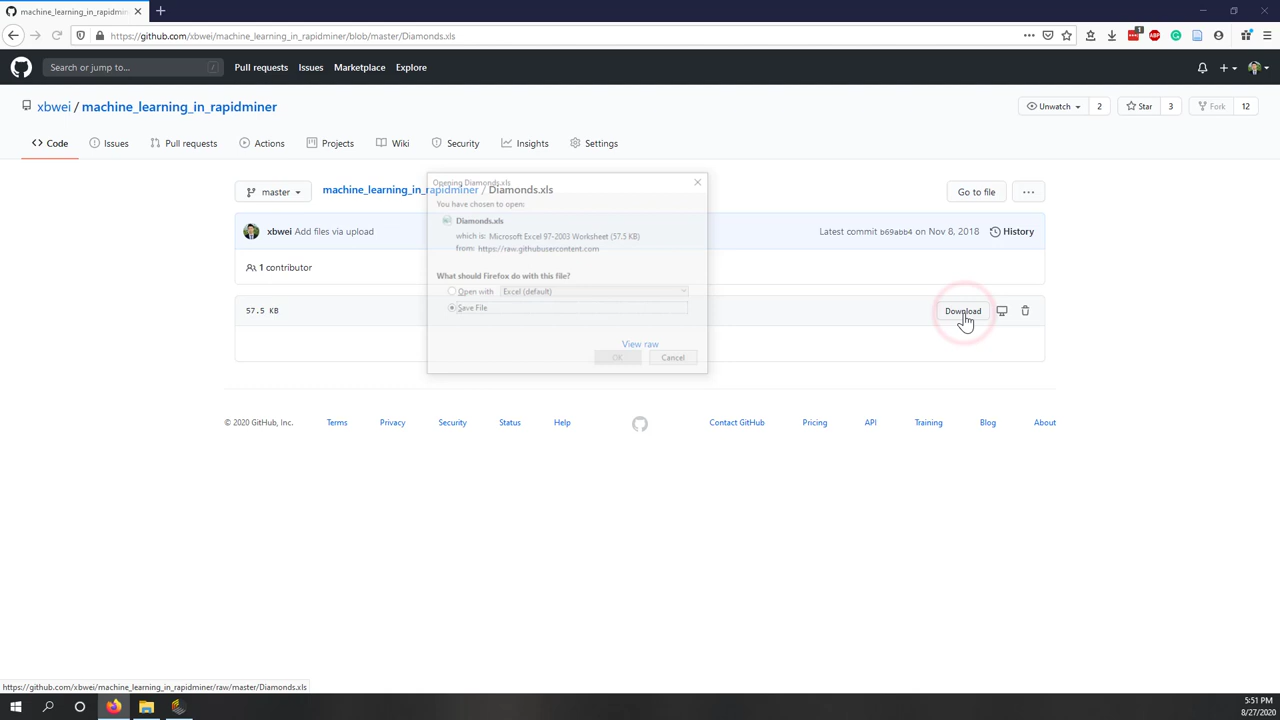 machine_learning_in_rapidminer
https://github.com/xbwei/machine_learning_in_rapidminer/blob/master/Diamonds.xls
1
ABP
Search or jump to...
/
Pull requests
Issues
Marketplace
Explore
xbwei / machine_learning_in_rapidminer
Unwatch 2
Star 3
Fork 12
Code
Issues
Pull requests
Actions
Projects
Wiki
Security
Insights
Settings
master
machine_learning_in_rapidminer / Diamonds.xls
Go to file
xbwei Add files via upload
Latest commit b69abb4 on Nov 8, 2018
History
1 contributor
57.5 KB
Download
View raw
Opening Diamonds.xls
You have chosen to open:
Diamonds.xls
which is: Microsoft Excel 97-2003 Worksheet (57.5 KB)
from: https://raw.githubusercontent.com
What should Firefox do with this file?
Open with Excel (default)
Save File
OK
Cancel
© 2020 GitHub, Inc.
Terms
Privacy
Security
Status
Help
Contact GitHub
Pricing
API
Training
Blog
About
https://github.com/xbwei/machine_learning_in_rapidminer/raw/master/Diamonds.xls
5:51 PM
8/27/2020